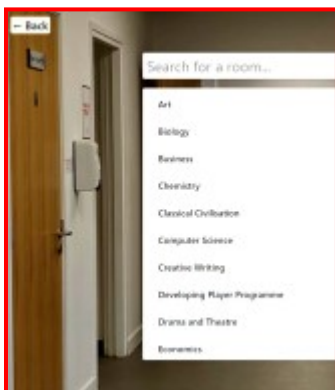 ← Back
Search for a room...
Art
Biology
Business
Chemistry
Classical Civilisation
Computer Science
Creative Writing
Developing Player Programme
Drama and Theatre
Economics